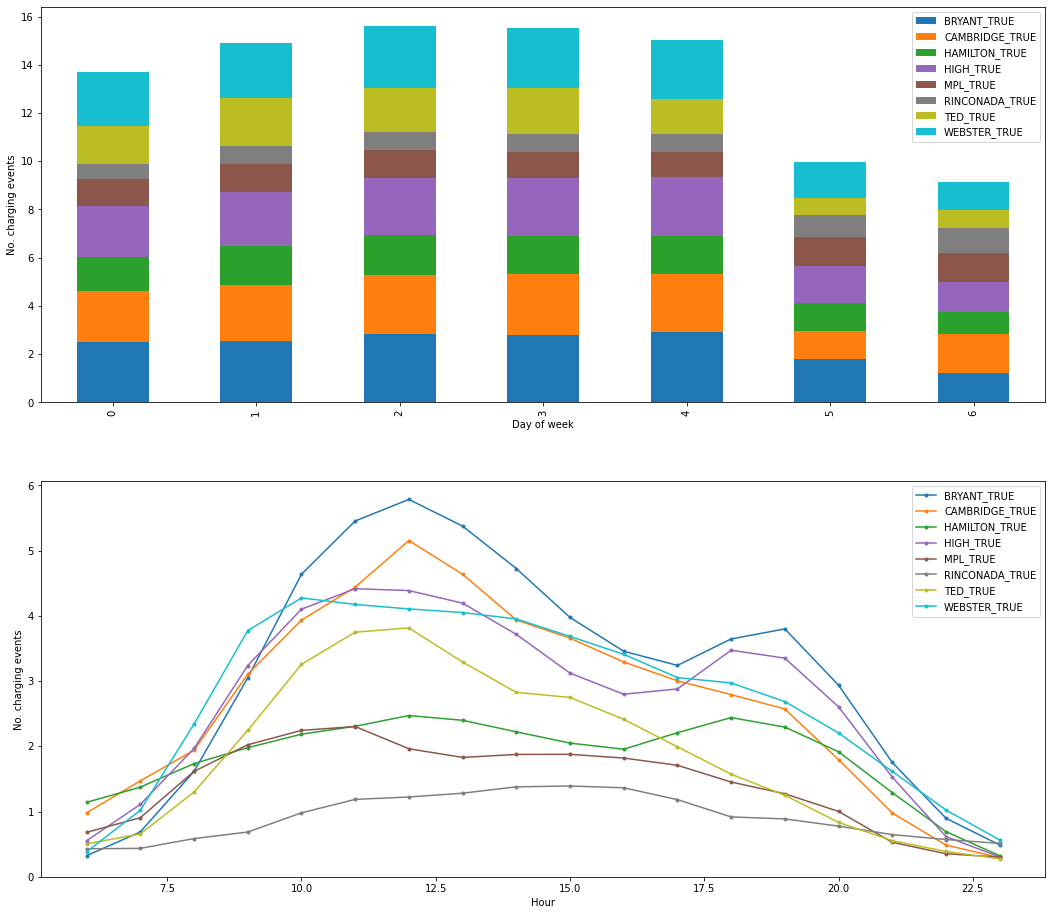 16
14
12
10
8
6
4
2
0
No. charging events
BRYANT_TRUE
CAMBRIDGE_TRUE
HAMILTON_TRUE
HIGH_TRUE
MPL_TRUE
RINCONADA_TRUE
TED_TRUE
WEBSTER_TRUE
0 1 2 3 4 5 6
Day of week
6
5
4
3
2
1
0
No. charging events
BRYANT_TRUE
CAMBRIDGE_TRUE
HAMILTON_TRUE
HIGH_TRUE
MPL_TRUE
RINCONADA_TRUE
TED_TRUE
WEBSTER_TRUE
7.5 10.0 12.5 15.0 17.5 20.0 22.5
Hour